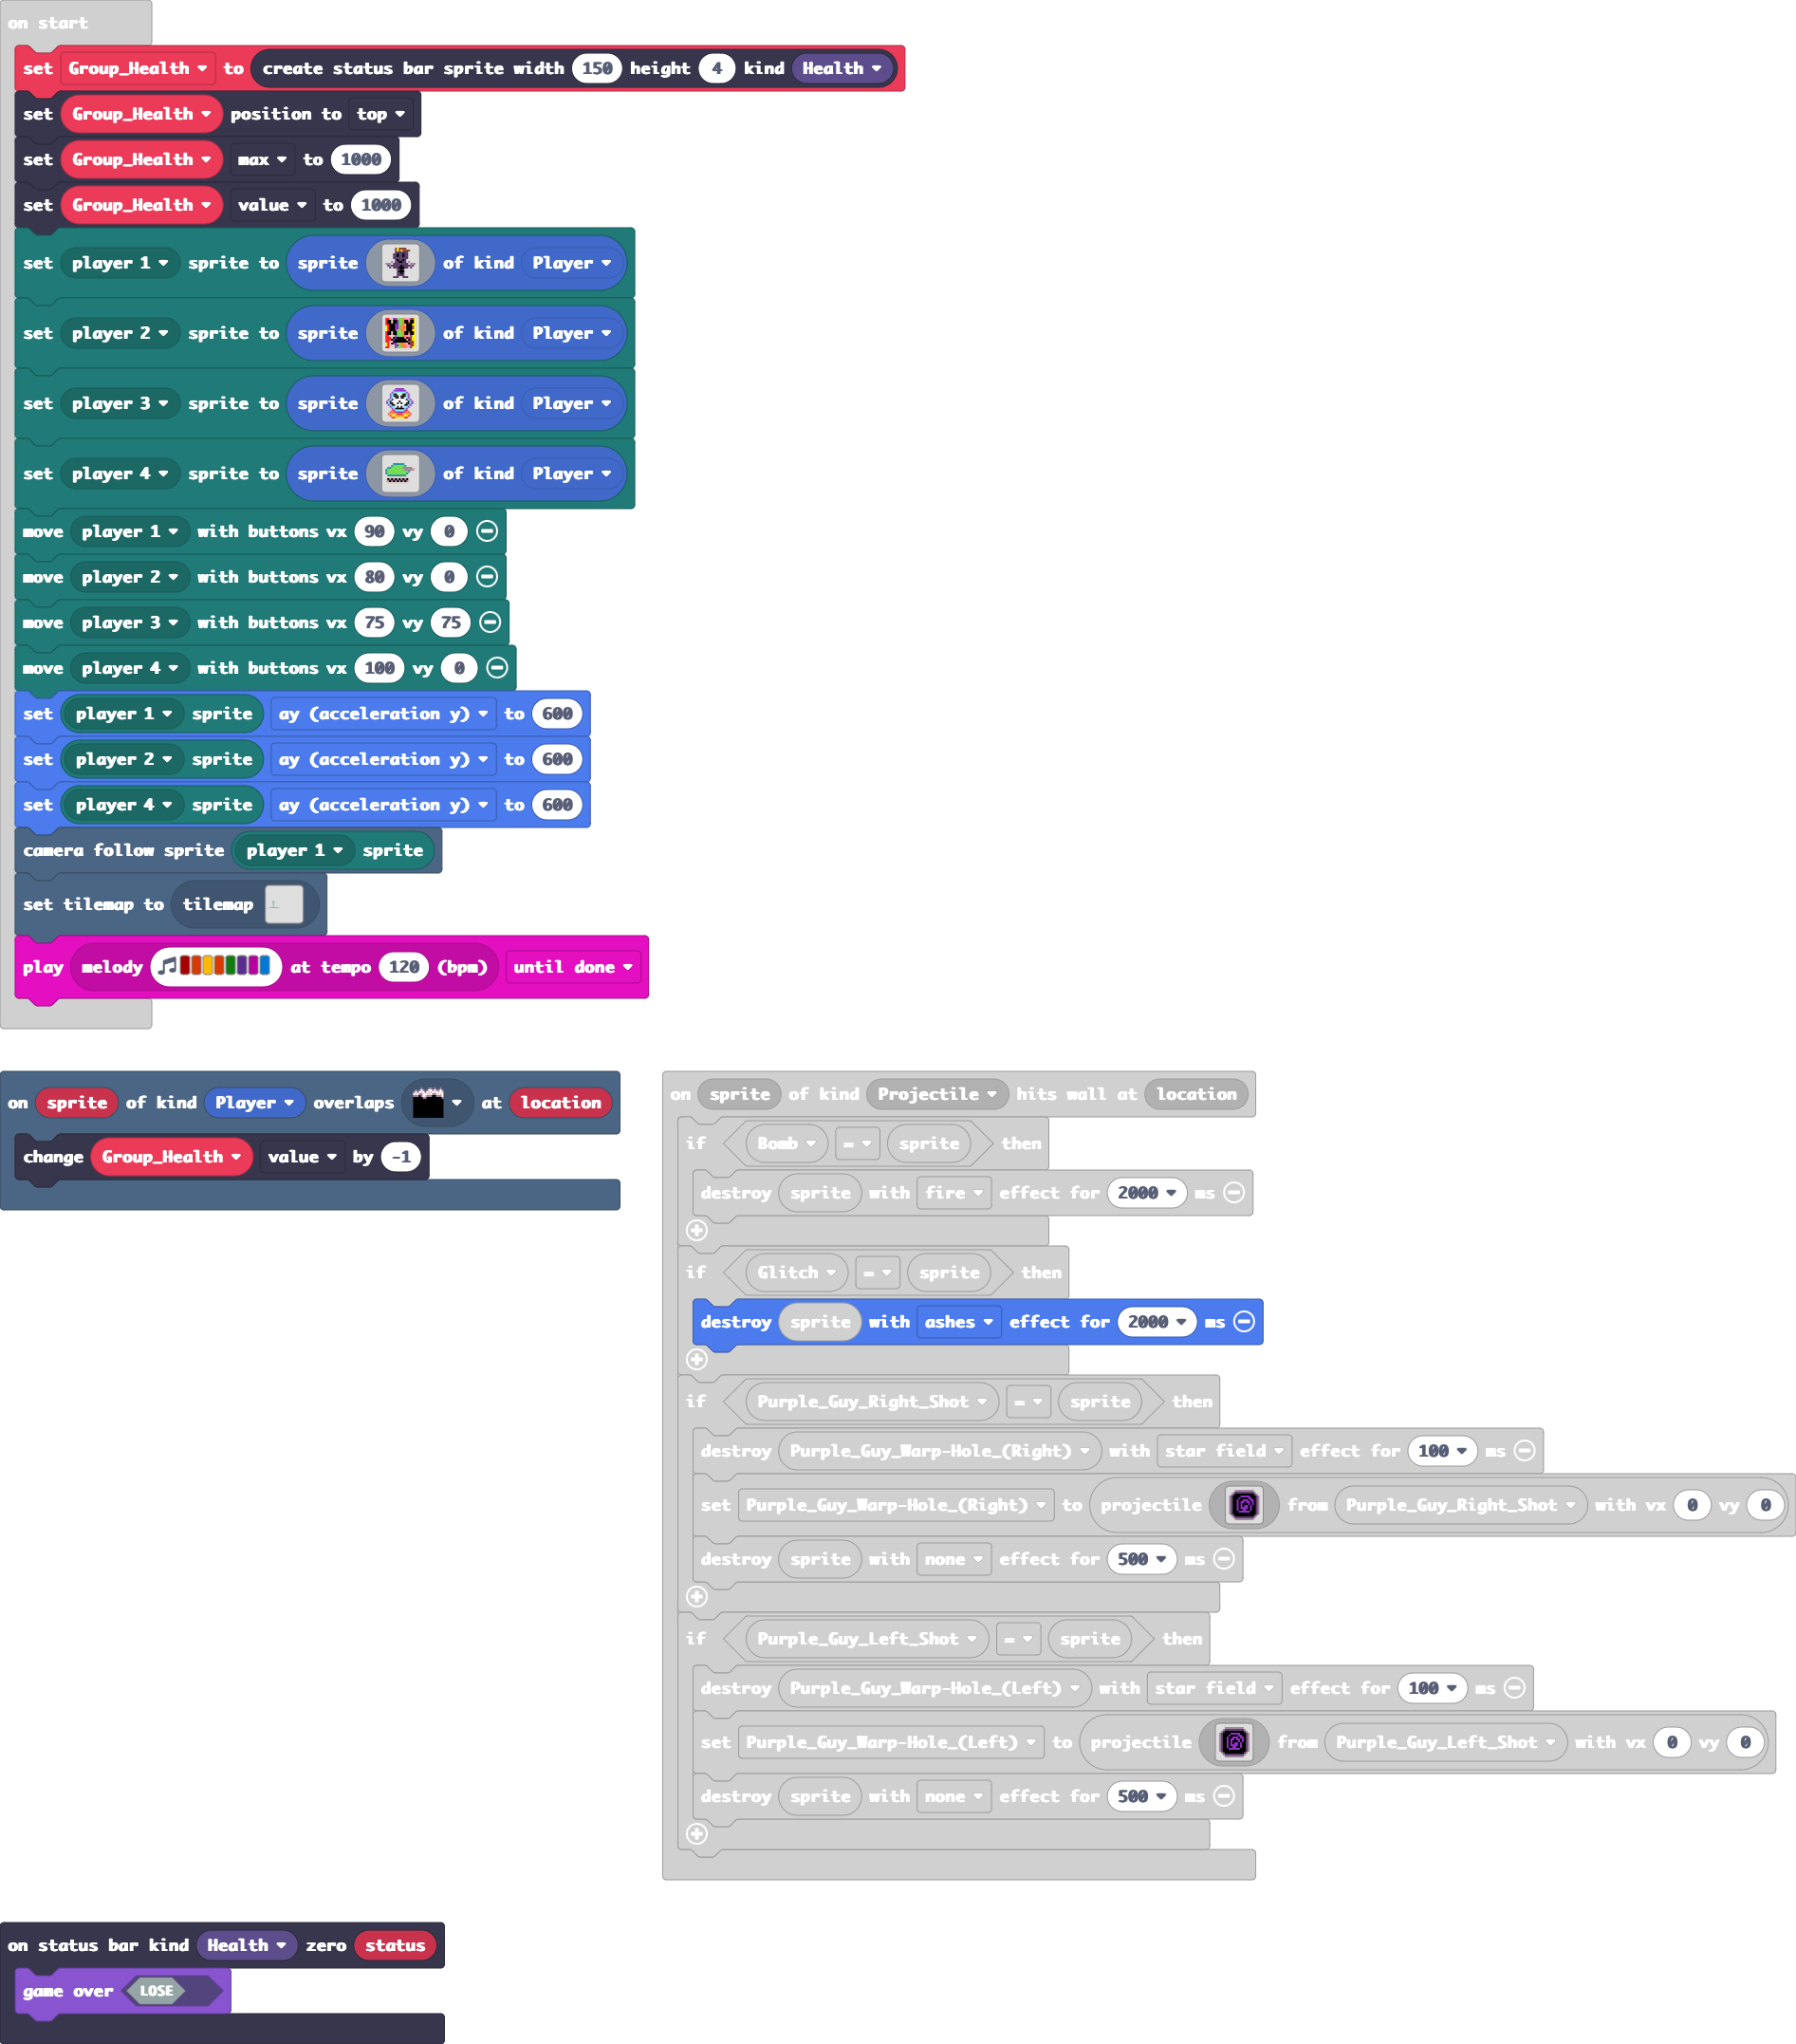 on start
set Group_Health to create status bar sprite width 150 height 4 kind Health
set Group_Health position to top
set Group_Health max to 1000
set Group_Health value to 1000
set player 1 sprite to sprite of kind Player
set player 2 sprite to sprite of kind Player
set player 3 sprite to sprite of kind Player
set player 4 sprite to sprite of kind Player
move player 1 with buttons vx 90 vy 0
move player 2 with buttons vx 80 vy 0
move player 3 with buttons vx 75 vy 75
move player 4 with buttons vx 100 vy 0
set player 1 sprite ay (acceleration y) to 600
set player 2 sprite ay (acceleration y) to 600
set player 4 sprite ay (acceleration y) to 600
camera follow sprite player 1 sprite
set tilemap to tilemap
play melody at tempo 120 (bpm) until done
on sprite of kind Player overlaps at location
change Group_Health value by -1
on sprite of kind Projectile hits wall at location
if Bomb = sprite then
destroy sprite with fire effect for 2000 ms
if Glitch = sprite then
destroy sprite with ashes effect for 2000 ms
if Purple_Guy_Right_Shot = sprite then
destroy Purple_Guy_Warp-Hole_(Right) with star field effect for 100 ms
set Purple_Guy_Warp-Hole_(Right) to projectile from Purple_Guy_Right_Shot with vx 0 vy 0
destroy sprite with none effect for 500 ms
if Purple_Guy_Left_Shot = sprite then
destroy Purple_Guy_Warp-Hole_(Left) with star field effect for 100 ms
set Purple_Guy_Warp-Hole_(Left) to projectile from Purple_Guy_Left_Shot with vx 0 vy 0
destroy sprite with none effect for 500 ms
on status bar kind Health zero status
game over LOSE